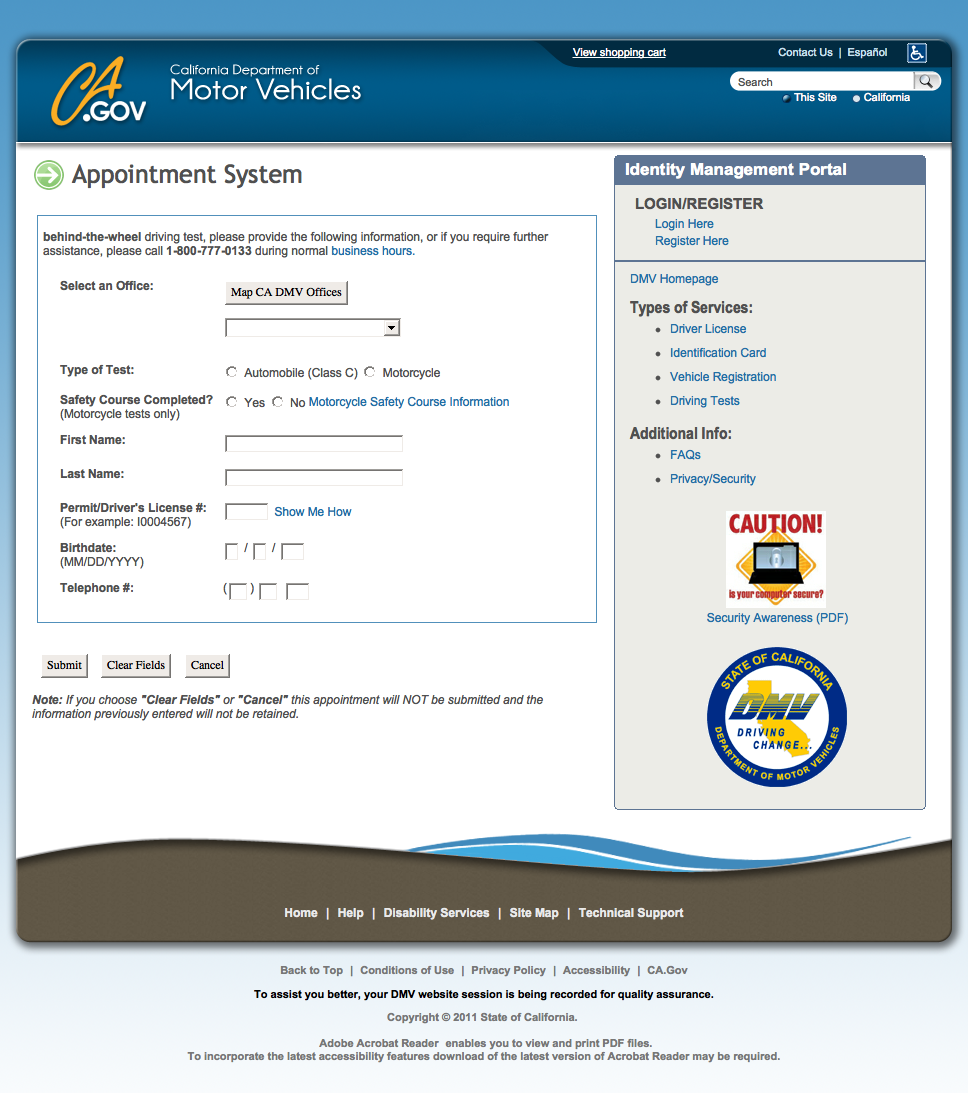 View shopping cart
Contact Us | Español
CA
.GOV
California Department of
Motor Vehicles
Search
This Site California
Appointment System
behind-the-wheel driving test, please provide the following information, or if you require further
assistance, please call 1-800-777-0133 during normal business hours.
Select an Office:
Map CA DMV Offices
Type of Test:
Automobile (Class C) Motorcycle
Safety Course Completed?
(Motorcycle tests only)
Yes No Motorcycle Safety Course Information
First Name:
Last Name:
Permit/Driver's License #:
(For example: I0004567)
Show Me How
Birthdate:
(MM/DD/YYYY)
/ /
Telephone #:
( )
Submit Clear Fields Cancel
Note: If you choose "Clear Fields" or "Cancel" this appointment will NOT be submitted and the
information previously entered will not be retained.
Identity Management Portal
LOGIN/REGISTER
Login Here
Register Here
DMV Homepage
Types of Services:
Driver License
Identification Card
Vehicle Registration
Driving Tests
Additional Info:
FAQs
Privacy/Security
CAUTION!
is your computer secure?
Security Awareness (PDF)
STATE OF CALIFORNIA
DMV
DRIVING
CHANGE...
DEPARTMENT OF MOTOR VEHICLES
Home | Help | Disability Services | Site Map | Technical Support
Back to Top | Conditions of Use | Privacy Policy | Accessibility | CA.Gov
To assist you better, your DMV website session is being recorded for quality assurance.
Copyright © 2011 State of California.
Adobe Acrobat Reader enables you to view and print PDF files.
To incorporate the latest accessibility features download of the latest version of Acrobat Reader may be required.